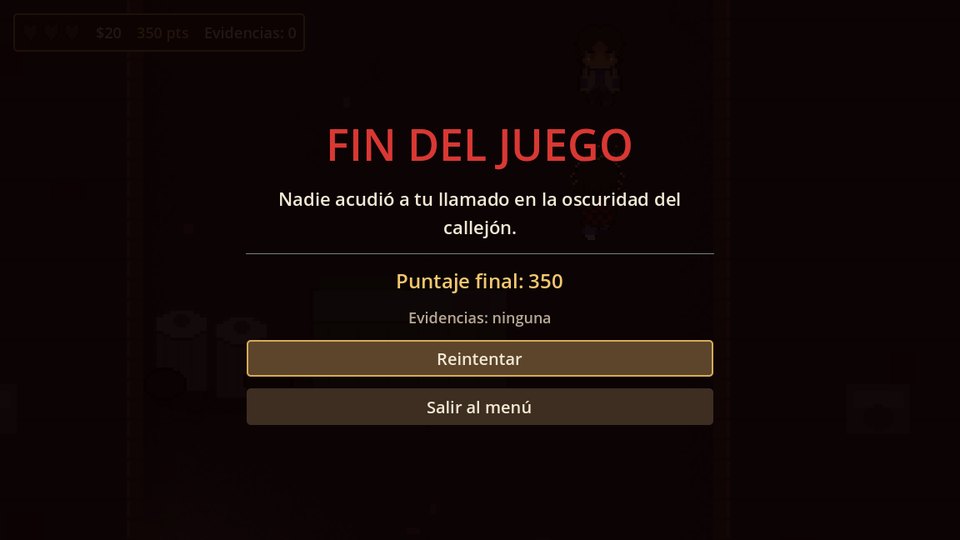 $20 350 pts Evidencias: 0
FIN DEL JUEGO
Nadie acudió a tu llamado en la oscuridad del
callejón.
Puntaje final: 350
Evidencias: ninguna
Reintentar
Salir al menú